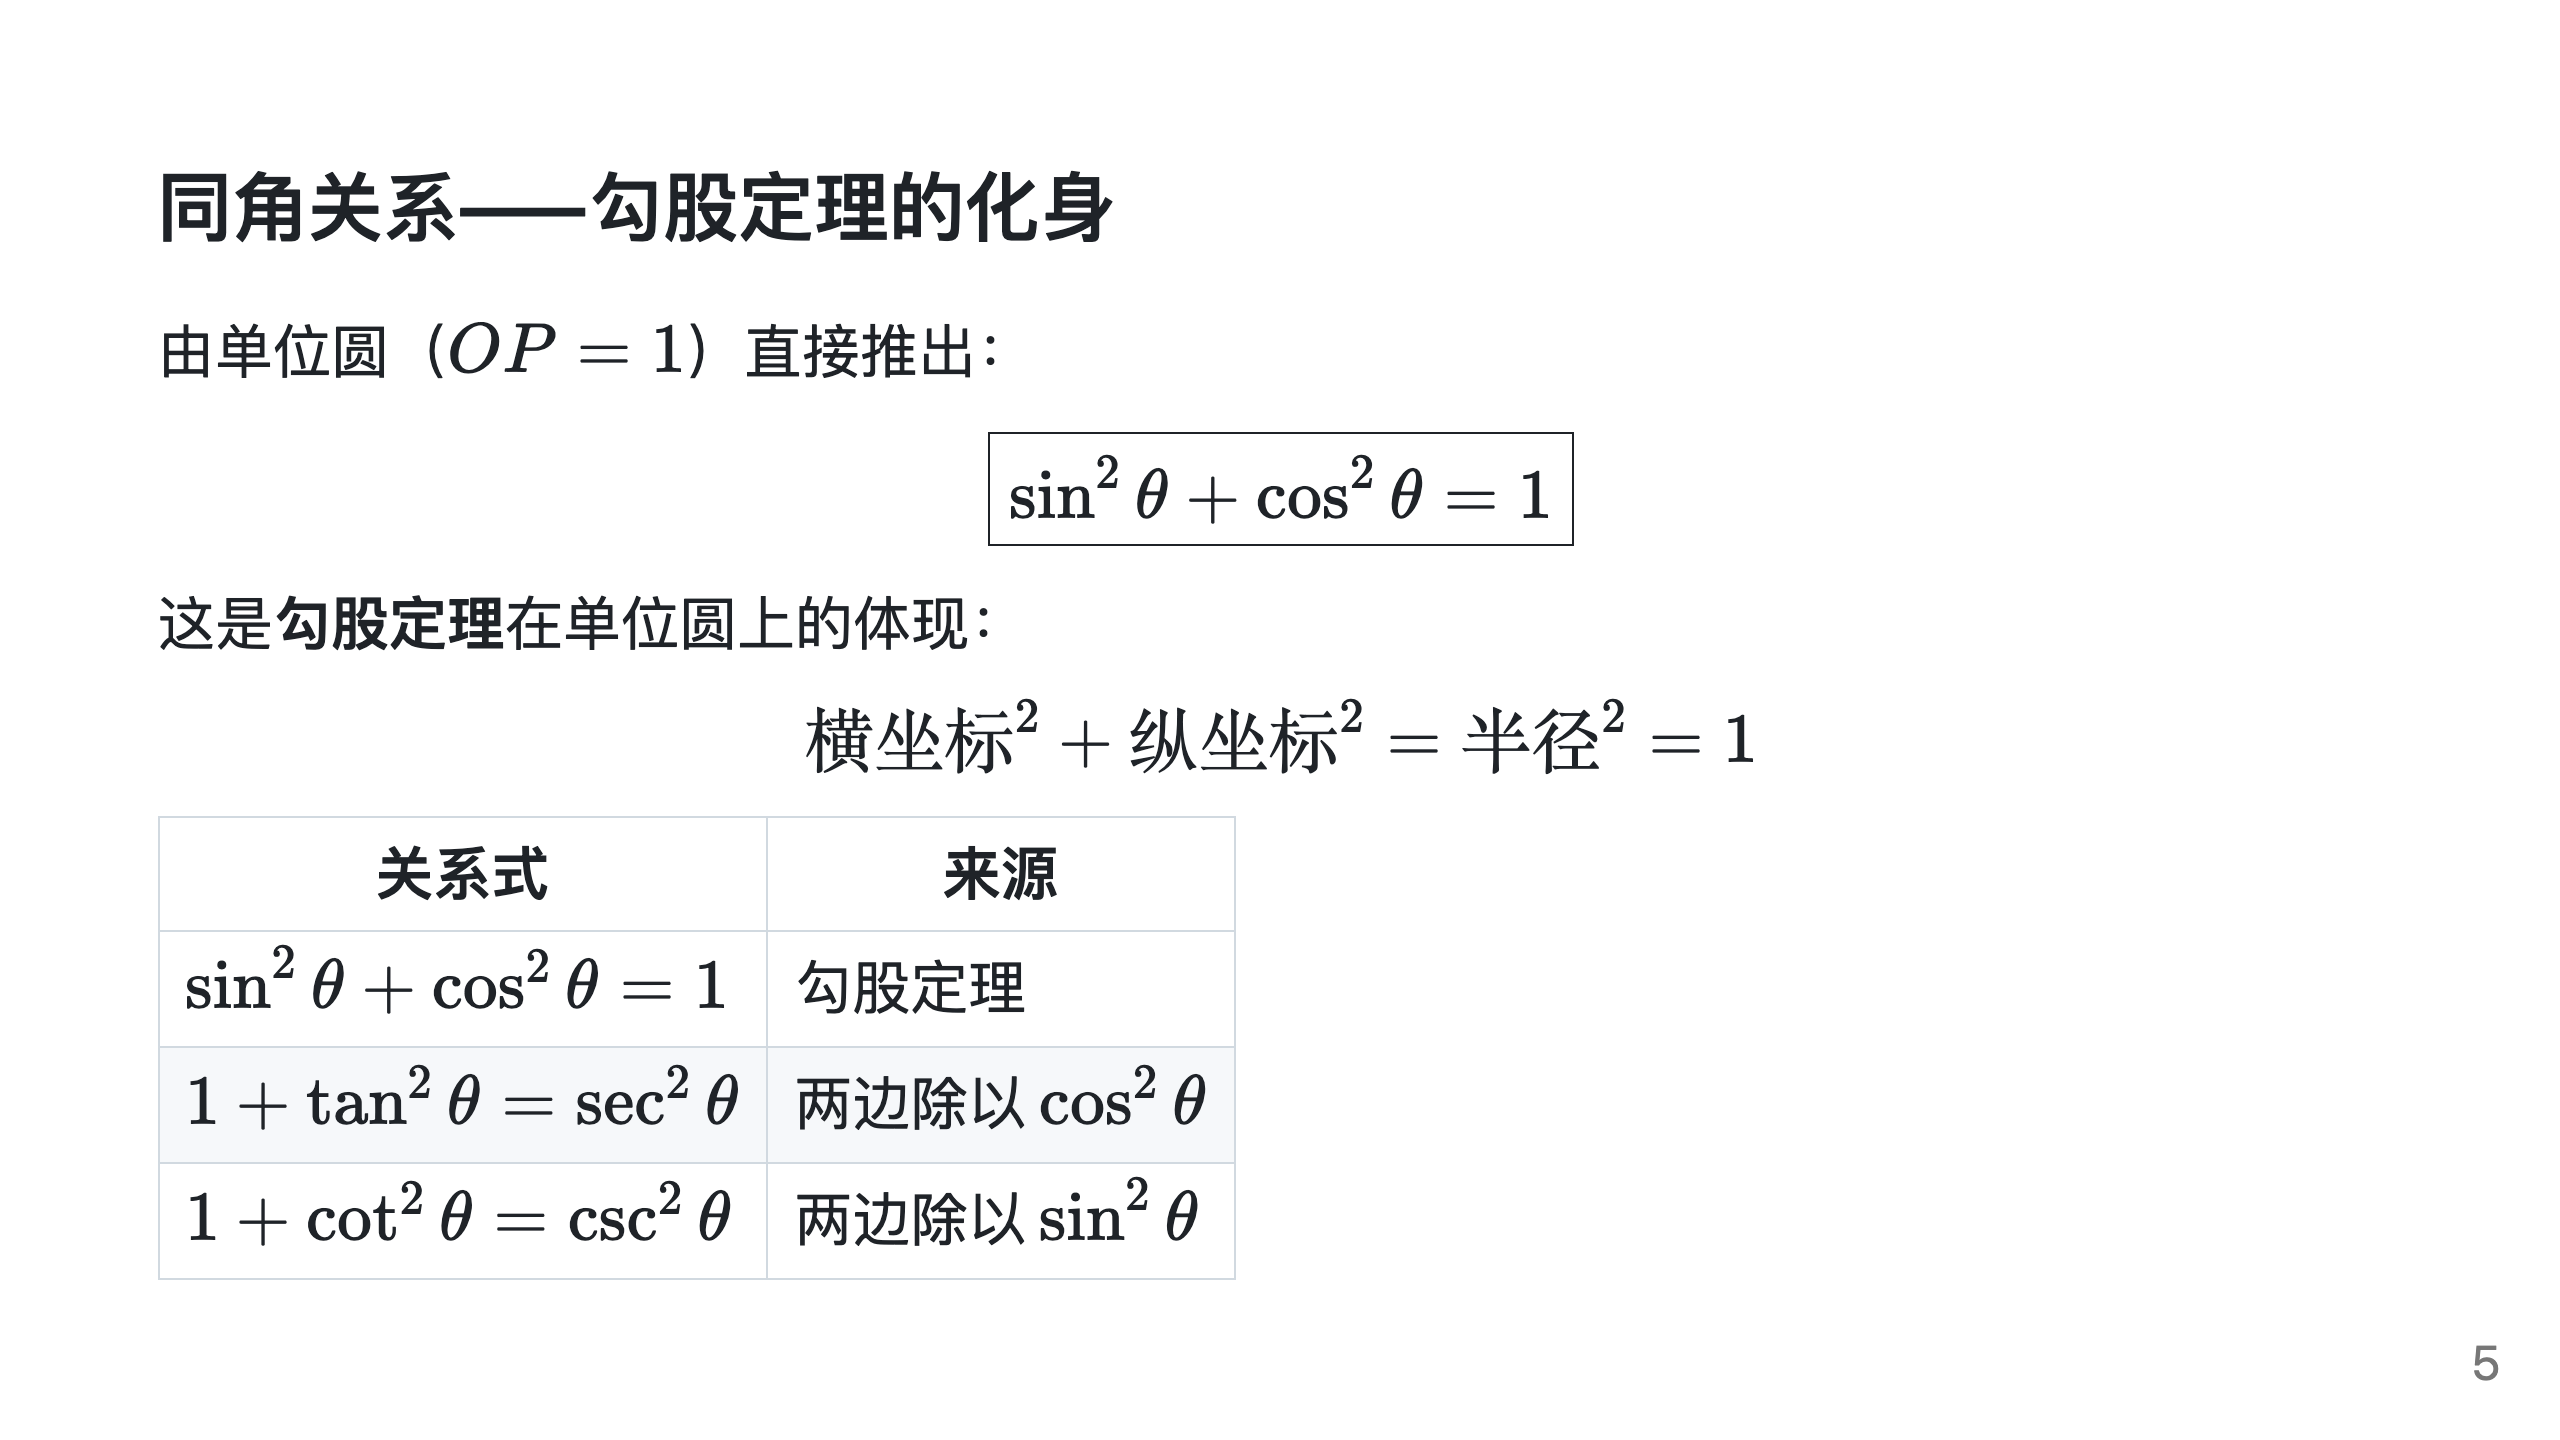 同角关系——勾股定理的化身
由单位圆（OP = 1）直接推出：
sin² θ + cos² θ = 1
这是勾股定理在单位圆上的体现：
横坐标² + 纵坐标² = 半径² = 1
关系式 来源
sin² θ + cos² θ = 1 勾股定理
1 + tan² θ = sec² θ 两边除以 cos² θ
1 + cot² θ = csc² θ 两边除以 sin² θ
5